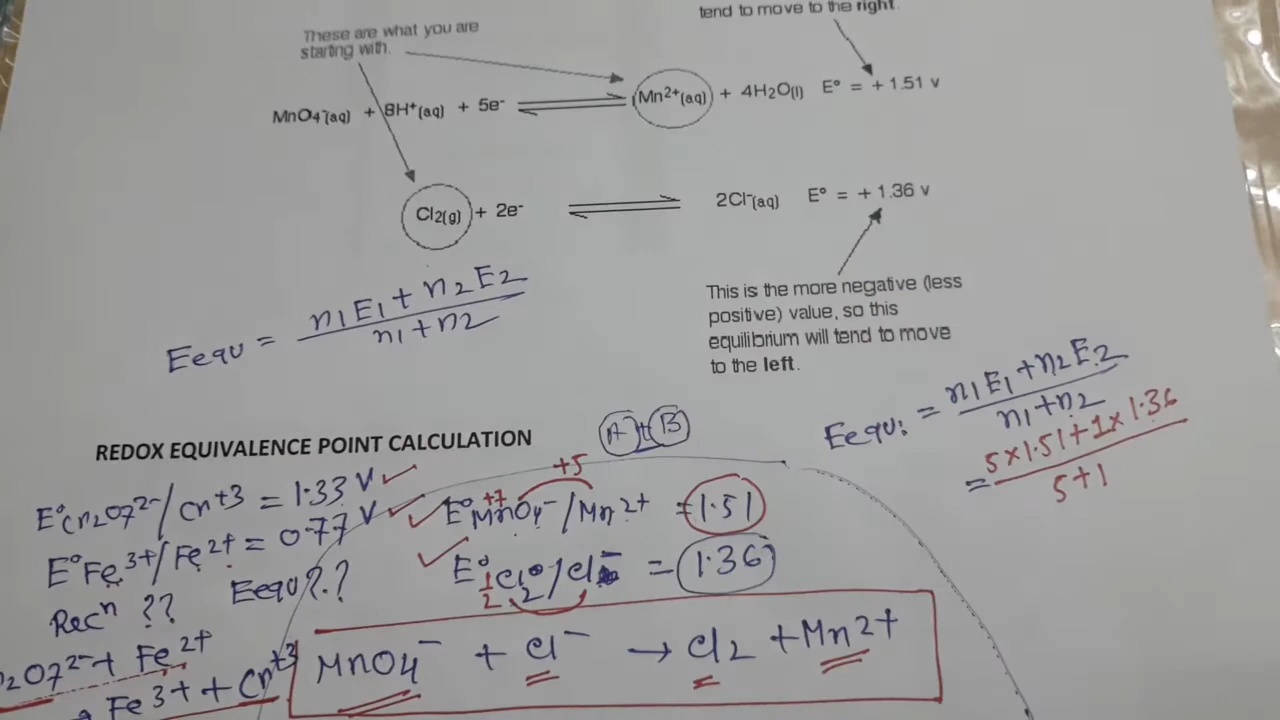 tend to move to the right.
These are what you are
starting with.
MnO4⁻(aq) + 8H⁺(aq) + 5e⁻ ⇌ Mn²⁺(aq) + 4H2O(l) E° = + 1.51 v
Cl2(g) + 2e⁻ ⇌ 2Cl⁻(aq) E° = + 1.36 v
This is the more negative (less
positive) value, so this
equilibrium will tend to move
to the left.
Eequ = n1E1 + n2E2 / n1 + n2
Eequ: = n1E1 + n2E2 / n1 + n2
= 5×1.51 + 1×1.36 / 5+1
REDOX EQUIVALENCE POINT CALCULATION
A + B
E°Cr2O7²⁻/Cr⁺³ = 1.33 V
E°Fe³⁺/Fe²⁺ = 0.77 V
Recⁿ ?? Eequ ?.?
2O7²⁻ + Fe²⁺
→ Fe³⁺ + Cr⁺³
+5
+7
E°MnO4⁻/Mn²⁺ = 1.51
E°½Cl2°/Cl⁻ = 1.36
MnO4⁻ + Cl⁻ → Cl2 + Mn²⁺